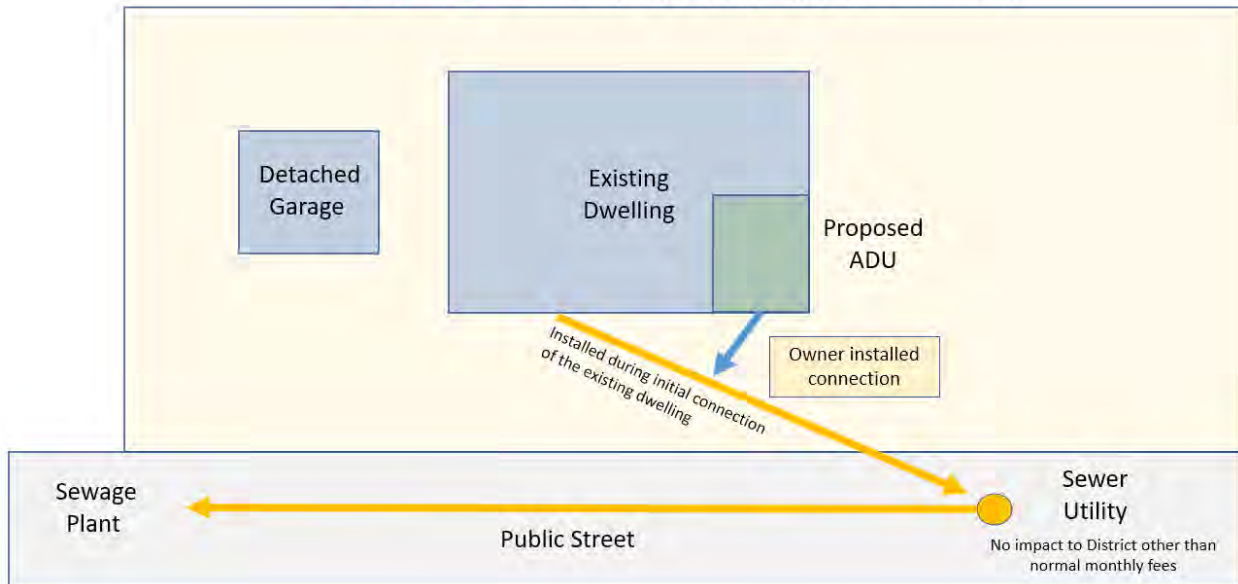 Detached
Garage
Existing
Dwelling
Proposed
ADU
Installed during initial connection
of the existing dwelling
Owner installed
connection
Sewage
Plant
Public Street
Sewer
Utility
No impact to District other than
normal monthly fees